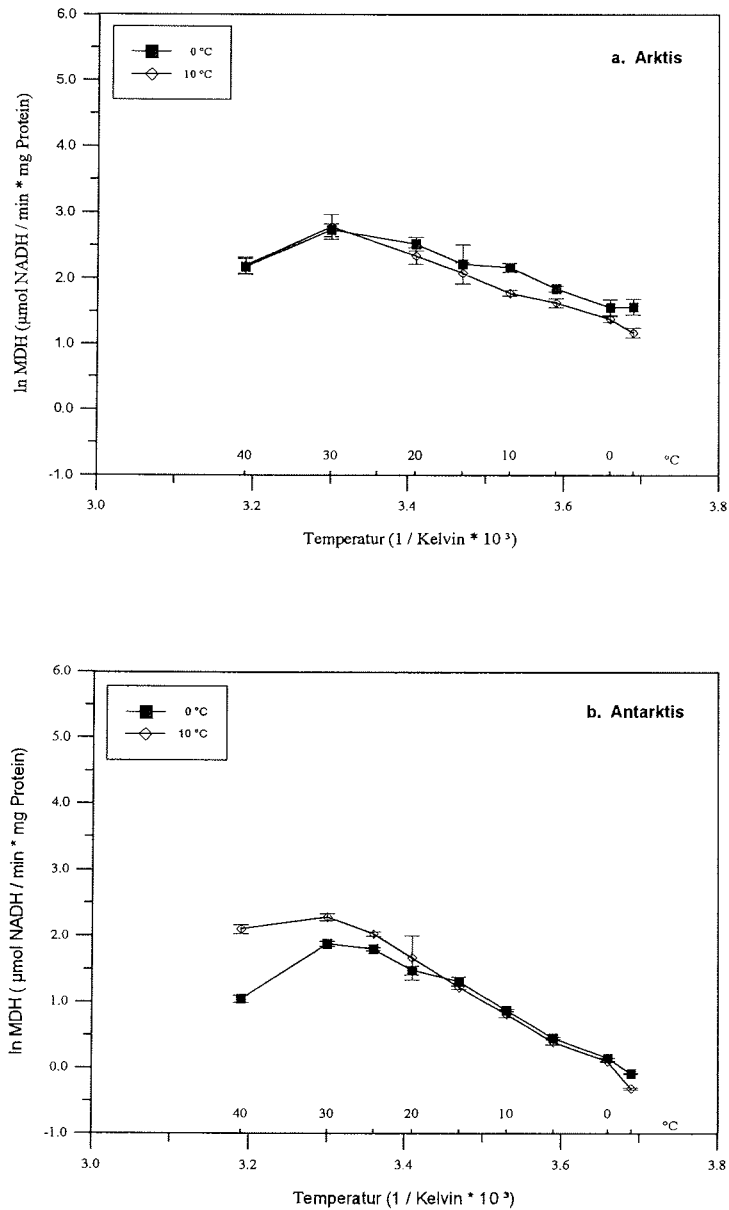 6.0
5.0
4.0
3.0
2.0
1.0
0.0
-1.0
ln MDH (µmol NADH / min * mg Protein)
0 °C
10 °C
a. Arktis
40 30 20 10 0 °C
3.0 3.2 3.4 3.6 3.8
Temperatur (1 / Kelvin * 10 ³)
6.0
5.0
4.0
3.0
2.0
1.0
0.0
-1.0
ln MDH ( µmol NADH / min * mg Protein)
0 °C
10 °C
b. Antarktis
40 30 20 10 0 °C
3.0 3.2 3.4 3.6 3.8
Temperatur (1 / Kelvin * 10 ³)